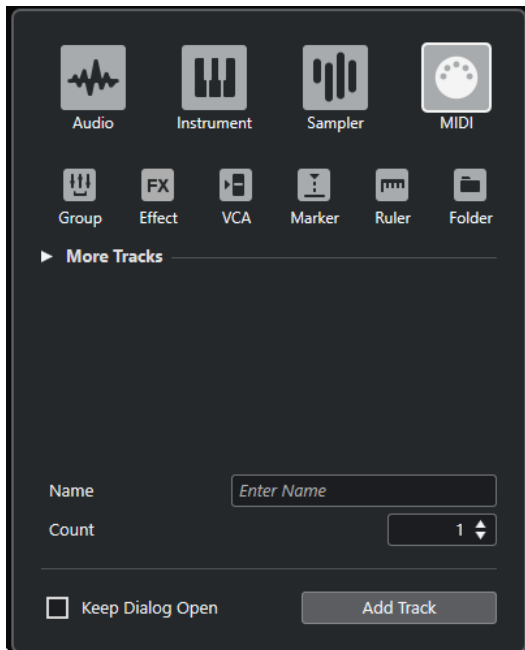 Audio Instrument Sampler MIDI
FX
Group Effect VCA Marker Ruler Folder
More Tracks
Name Enter Name
Count 1
Keep Dialog Open Add Track